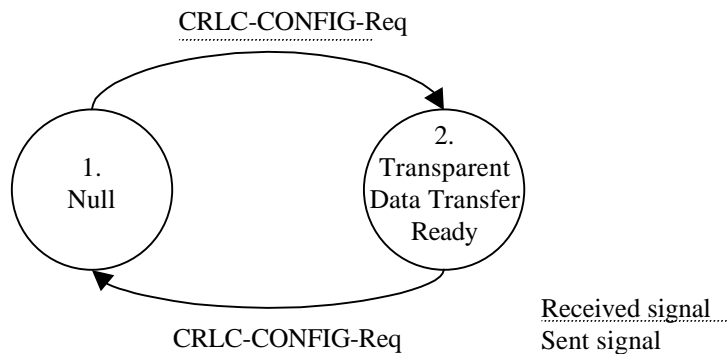 CRLC-CONFIG-Req
1.
Null
2.
Transparent
Data Transfer
Ready
CRLC-CONFIG-Req
Received signal
Sent signal